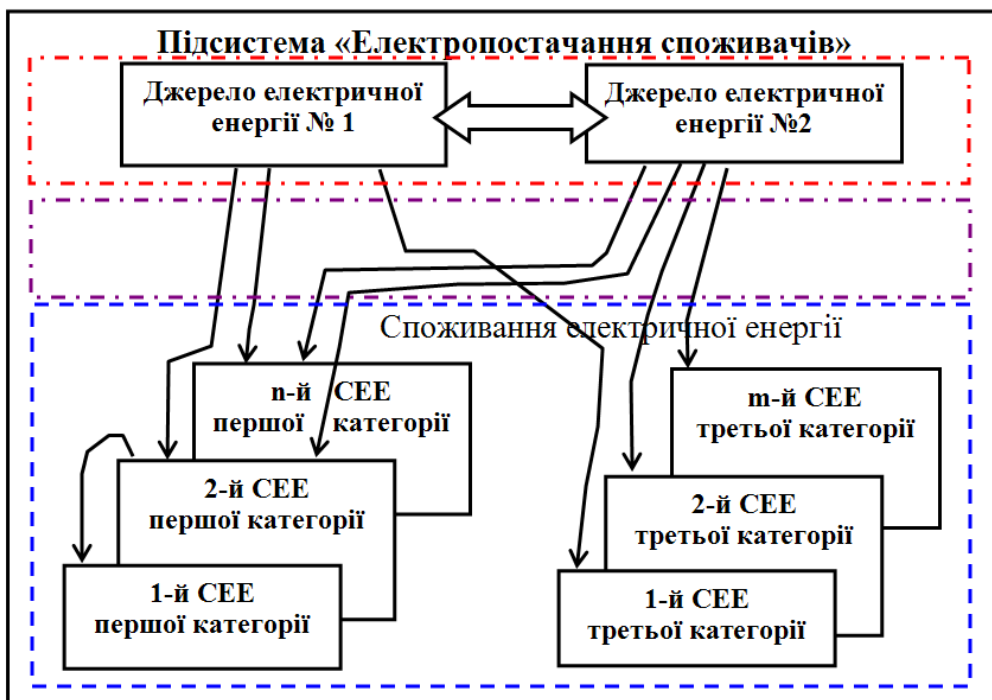 Підсистема «Електропостачання споживачів»
Джерело електричної
енергії № 1
Джерело електричної
енергії №2
Споживання електричної енергії
n-й СЕЕ
першої категорії
2-й СЕЕ
першої категорії
1-й СЕЕ
першої категорії
m-й СЕЕ
третьої категорії
2-й СЕЕ
третьої категорії
1-й СЕЕ
третьої категорії